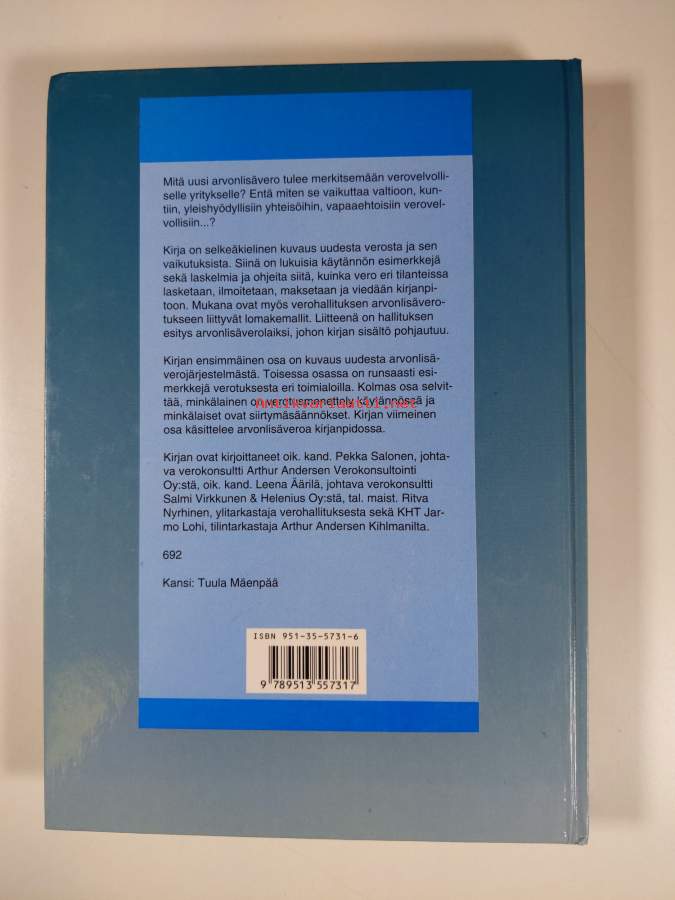 Mitä uusi arvonlisävero tulee merkitsemään verovelvolli-
selle yritykselle? Entä miten se vaikuttaa valtioon, kun-
tiin, yleishyödyllisiin yhteisöihin, vapaaehtoisiin verovel-
vollisiin...?
Kirja on selkeäkielinen kuvaus uudesta verosta ja sen
vaikutuksista. Siinä on lukuisia käytännön esimerkkejä
sekä laskelmia ja ohjeita siitä, kuinka vero eri tilanteissa
lasketaan, ilmoitetaan, maksetaan ja viedään kirjanpi-
toon. Mukana ovat myös verohallituksen arvonlisävero-
tukseen liittyvät lomakemallit. Liitteenä on hallituksen
esitys arvonlisäverolaiksi, johon kirjan sisältö pohjautuu.
Kirjan ensimmäinen osa on kuvaus uudesta arvonlisä-
verojärjestelmästä. Toisessa osassa on runsaasti esi-
merkkejä verotuksesta eri toimialoilla. Kolmas osa selvit-
tää, minkälainen on verotusmenettely käytännössä ja
Antikvariaatti.net
minkälaiset ovat siirtymäsäännökset. Kirjan viimeinen
osa käsittelee arvonlisäveroa kirjanpidossa.
Kirjan ovat kirjoittaneet oik. kand. Pekka Salonen, johta-
va verokonsultti Arthur Andersen Verokonsultointi
Oy:stä, oik. kand. Leena Äärilä, johtava verokonsultti
Salmi Virkkunen & Helenius Oy:stä, tal. maist. Ritva
Nyrhinen, ylitarkastaja verohallituksesta sekä KHT Jar-
mo Lohi, tilintarkastaja Arthur Andersen Kihlmanilta.
692
Kansi: Tuula Mäenpää
ISBN 951-35-5731-6
9 789513 557317